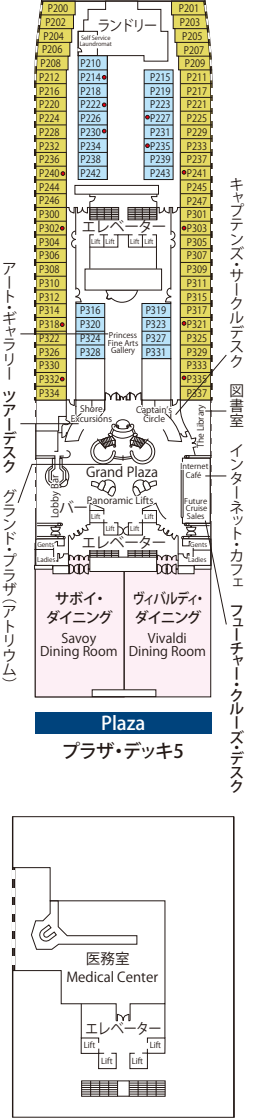 P200
P201
P202
P203
P204
P205
P206
P207
P208
P209
ランドリー
Self Service
Laundromat
P210
P212
P211
P214
P215
P216
P217
P218
P219
P220
P222
P223
P221
P224
P226
P227
P225
P228
P230
P231
P229
P232
P234
P235
P233
P236
P238
P239
P237
P240
P242
P243
P241
P244
P245
P246
P247
P300
P301
P302
P303
P304
P305
P306
P307
P308
P309
P310
P311
P312
P315
P314
P316
P319
P317
P318
P320
P323
P321
P322
P324
P327
P325
P326
P328
P331
P329
P330
P333
P332
P335
P334
P337
エレベーター
Lift Lift Lift Lift
Princess
Fine Arts
Gallery
Shore
Excursions
Captain's
Circle
The Library
Grand Plaza
Internet
Café
Lobby Bar
バー
Panoramic Lifts
Future
Cruise
Sales
Lift Lift
エレベーター
Lift Lift Lift Lift
Gents
Ladies
Gents
Ladies
サボイ・
ダイニング
Savoy
Dining Room
ヴィバルディ・
ダイニング
Vivaldi
Dining Room
アート・ギャラリー ツアーデスク グランド・プラザ(アトリウム)
キャプテンズ・サークルデスク 図書室 インターネット・カフェ フューチャー・クルーズ・デスク
Plaza
プラザ・デッキ5
医務室
Medical Center
エレベーター
Lift Lift
Lift Lift